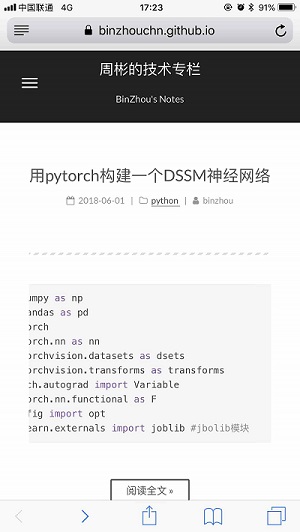 中国联通 4G 17:23 91%
binzhouchn.github.io
周彬的技术专栏
BinZhou's Notes
用pytorch构建一个DSSM神经网络
2018-06-01 | python | binzhou
umpy as np
andas as pd
orch
orch.nn as nn
orchvision.datasets as dsets
orchvision.transforms as transforms
ch.autograd import Variable
orch.nn.functional as F
fig import opt
earn.externals import joblib #jbolib模块
阅读全文 »